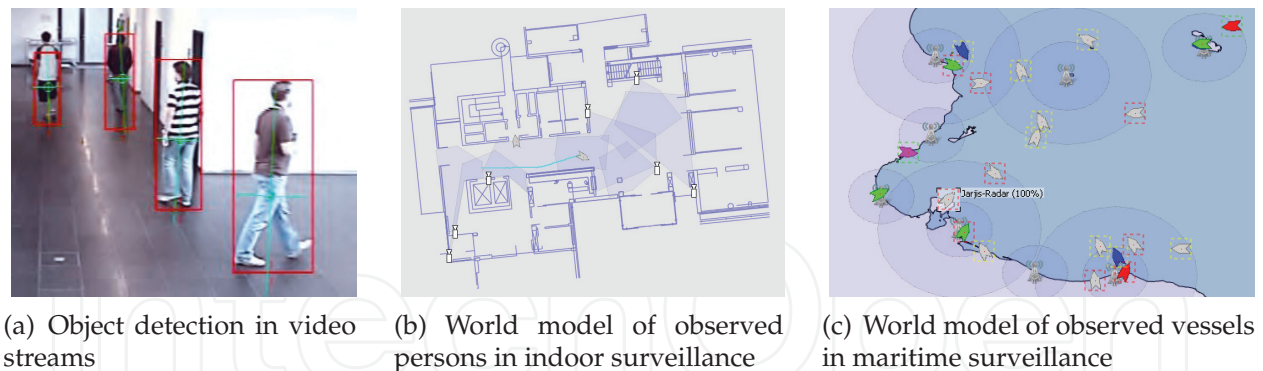 Jarjis-Radar (100%)
(a) Object detection in video
streams
(b) World model of observed
persons in indoor surveillance
(c) World model of observed vessels
in maritime surveillance
IntechOpen